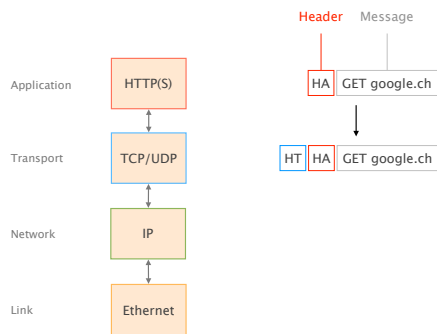 Header Message
Application HTTP(S) HA GET google.ch
Transport TCP/UDP HT HA GET google.ch
Network IP
Link Ethernet